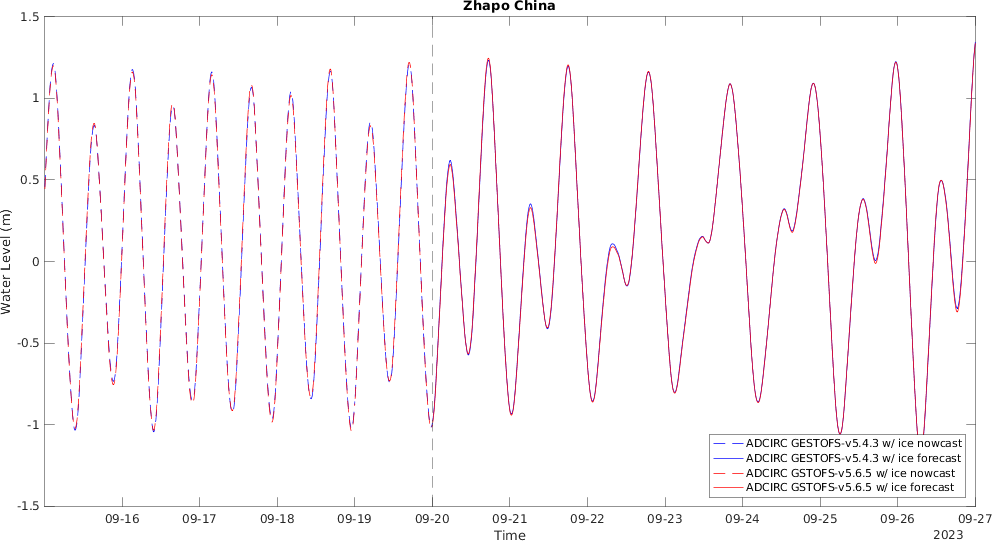 Zhapo China
Water Level (m)
1.5
1
0.5
0
-0.5
-1
-1.5
ADCIRC GESTOFS-v5.4.3 w/ ice nowcast
ADCIRC GESTOFS-v5.4.3 w/ ice forecast
ADCIRC GSTOFS-v5.6.5 w/ ice nowcast
ADCIRC GSTOFS-v5.6.5 w/ ice forecast
09-16 09-17 09-18 09-19 09-20 09-21 09-22 09-23 09-24 09-25 09-26 09-27
Time
2023